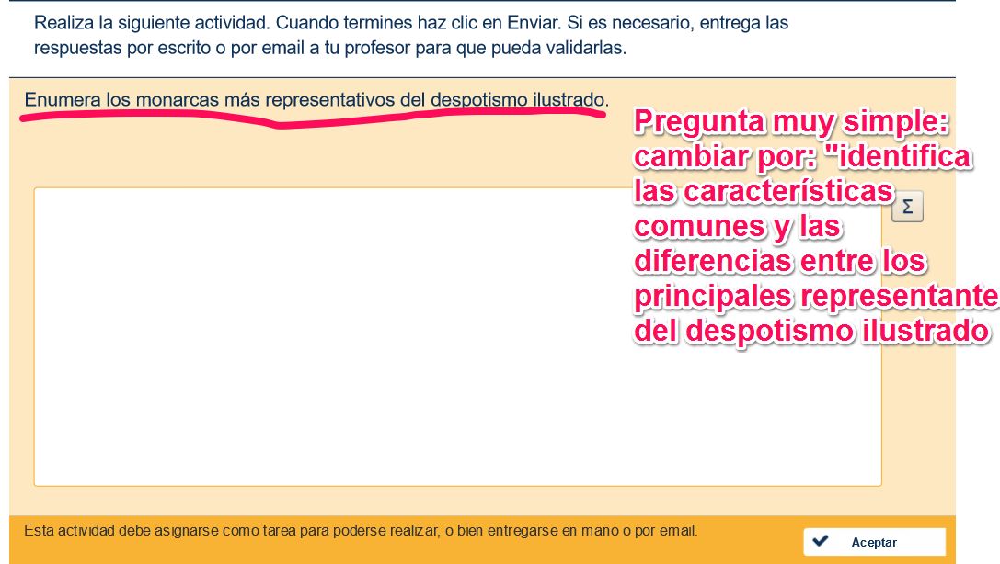 Realiza la siguiente actividad. Cuando termines haz clic en Enviar. Si es necesario, entrega las
respuestas por escrito o por email a tu profesor para que pueda validarlas.
Enumera los monarcas más representativos del despotismo ilustrado.
Pregunta muy simple:
cambiar por: "identifica
las características
comunes y las
diferencias entre los
principales representante
del despotismo ilustrado
Σ
Esta actividad debe asignarse como tarea para poderse realizar, o bien entregarse en mano o por email.
Aceptar